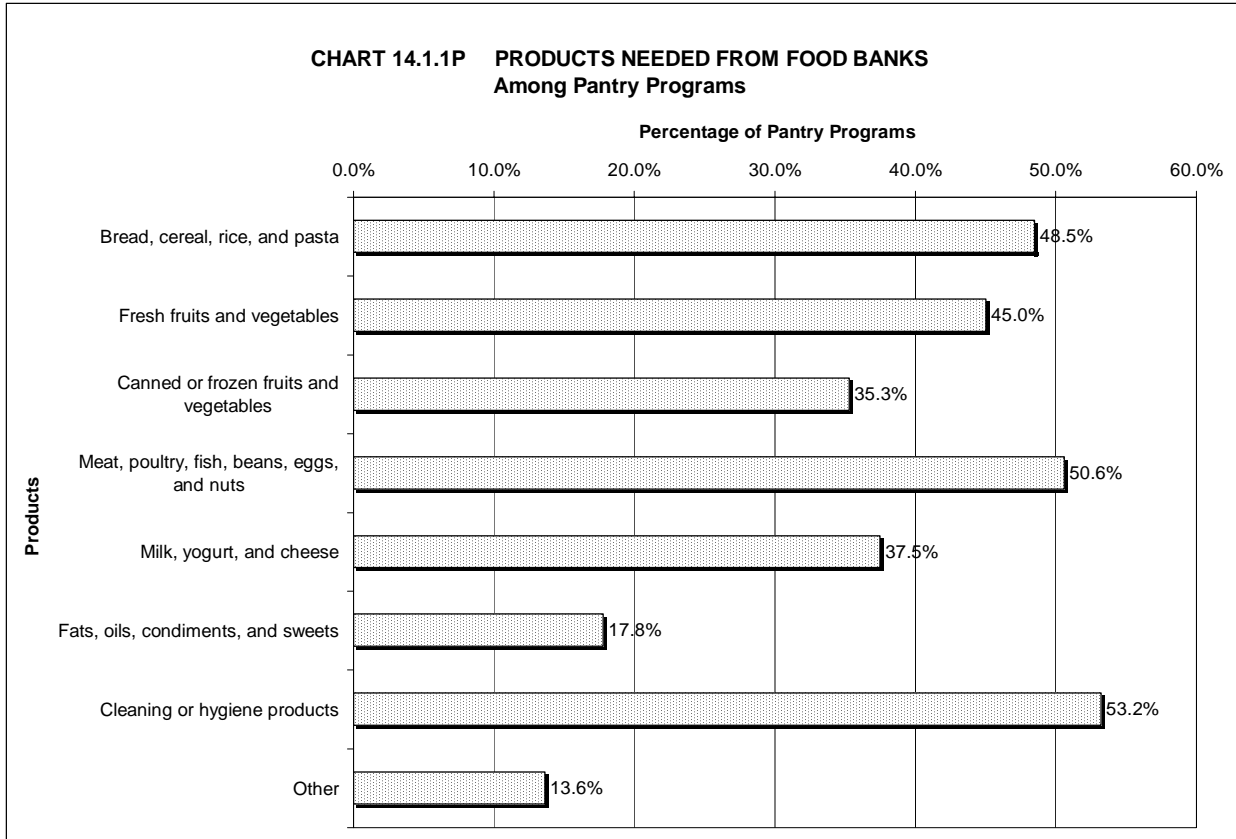 CHART 14.1.1P PRODUCTS NEEDED FROM FOOD BANKS
Among Pantry Programs
Percentage of Pantry Programs
0.0% 10.0% 20.0% 30.0% 40.0% 50.0% 60.0%
Bread, cereal, rice, and pasta 48.5%
Fresh fruits and vegetables 45.0%
Canned or frozen fruits and
vegetables 35.3%
Meat, poultry, fish, beans, eggs,
and nuts 50.6%
Milk, yogurt, and cheese 37.5%
Fats, oils, condiments, and sweets 17.8%
Cleaning or hygiene products 53.2%
Other 13.6%
Products